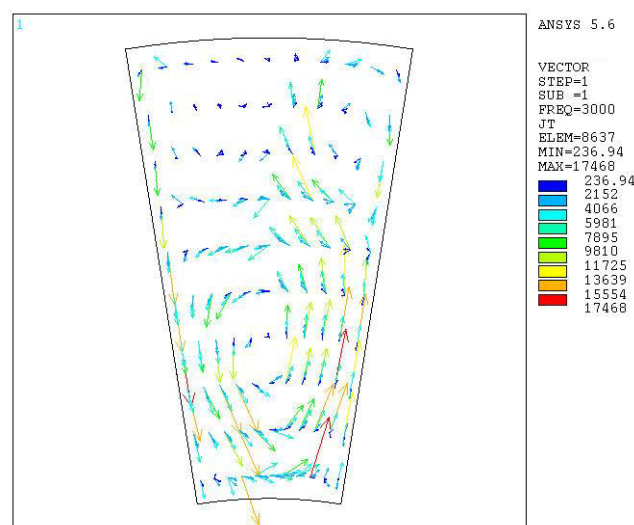 1
ANSYS 5.6
VECTOR
STEP=1
SUB =1
FREQ=3000
JT
ELEM=8637
MIN=236.94
MAX=17468
236.94
2152
4066
5981
7895
9810
11725
13639
15554
17468